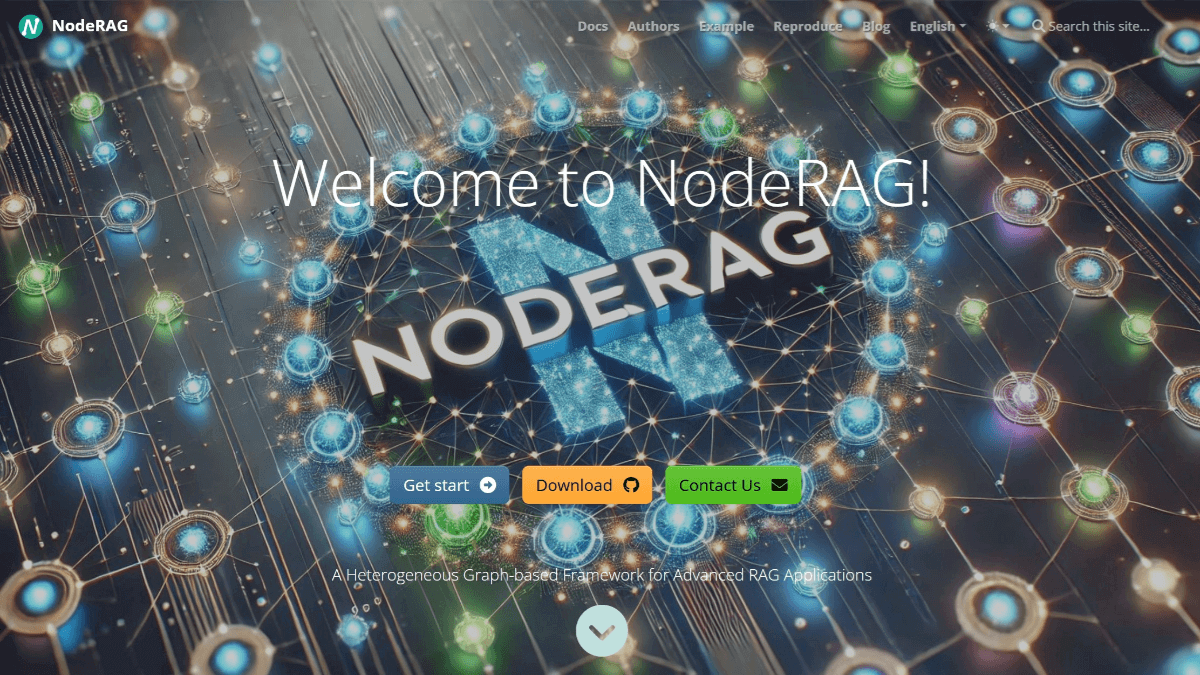 NodeRAG
Docs Authors Example Reproduce Blog English Search this site...
Welcome to NodeRAG!
N
NODERAG
Get start Download Contact Us
A Heterogeneous Graph-based Framework for Advanced RAG Applications